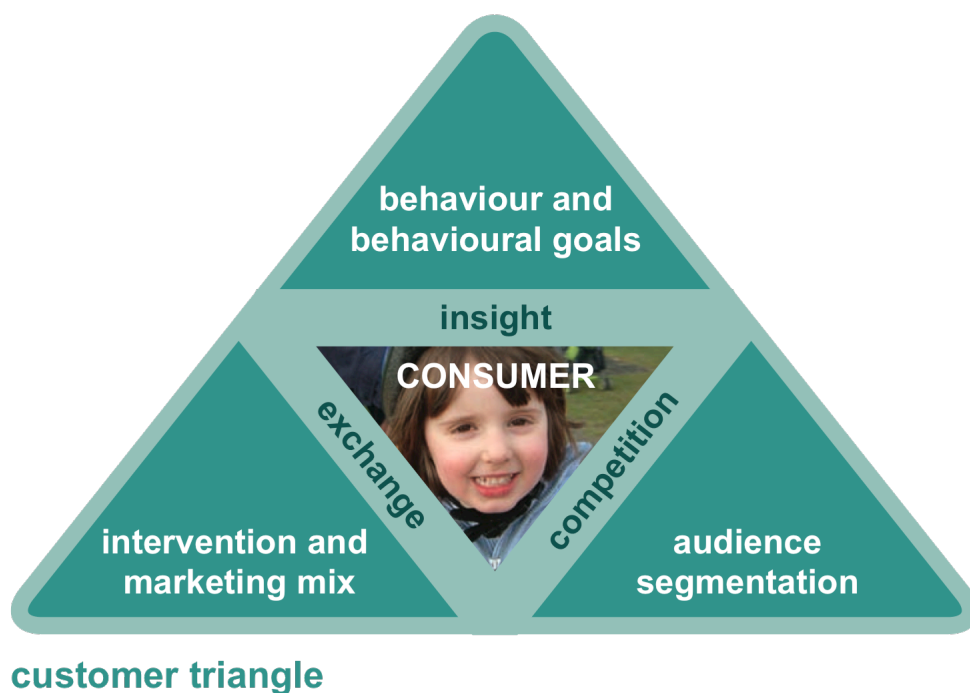 behaviour and
behavioural goals
insight
CONSUMER
exchange
competition
intervention and
marketing mix
audience
segmentation
customer triangle